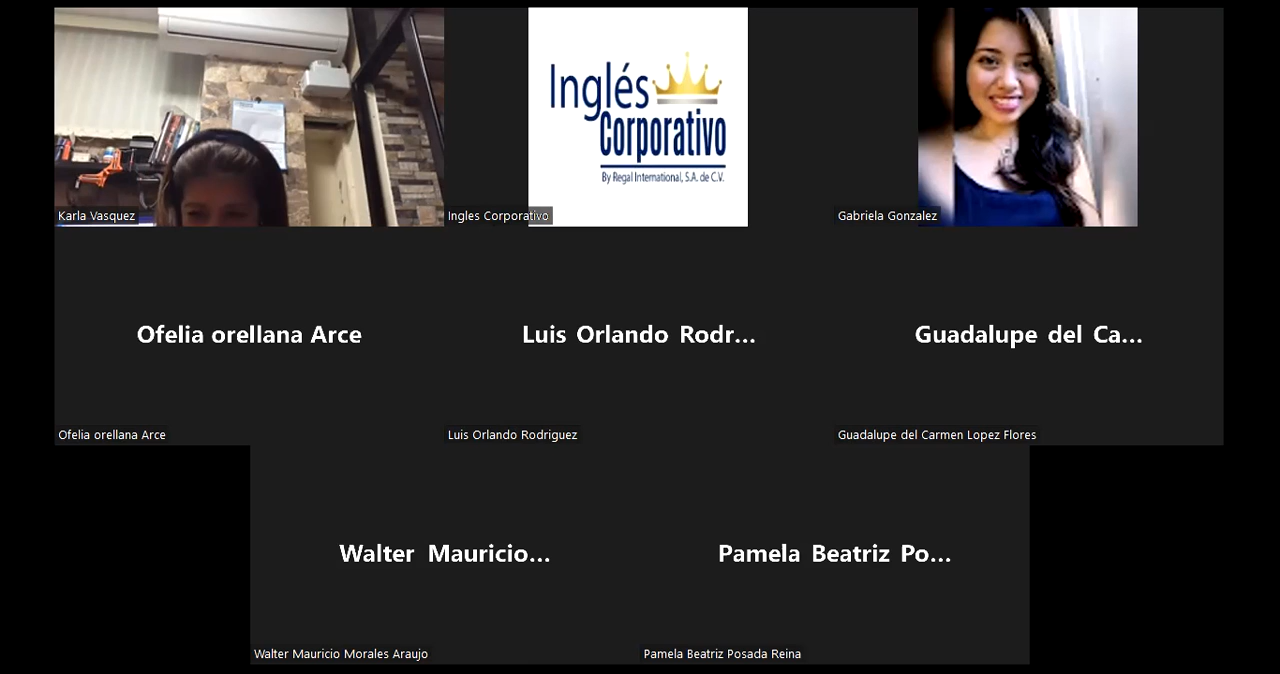 Inglés
Corporativo
By Regal International, S.A. de C.V.
Karla Vasquez
Ingles Corporativo
Gabriela Gonzalez
Ofelia orellana Arce
Luis Orlando Rodr...
Guadalupe del Ca...
Ofelia orellana Arce
Luis Orlando Rodriguez
Guadalupe del Carmen Lopez Flores
Walter Mauricio...
Pamela Beatriz Po...
Walter Mauricio Morales Araujo
Pamela Beatriz Posada Reina